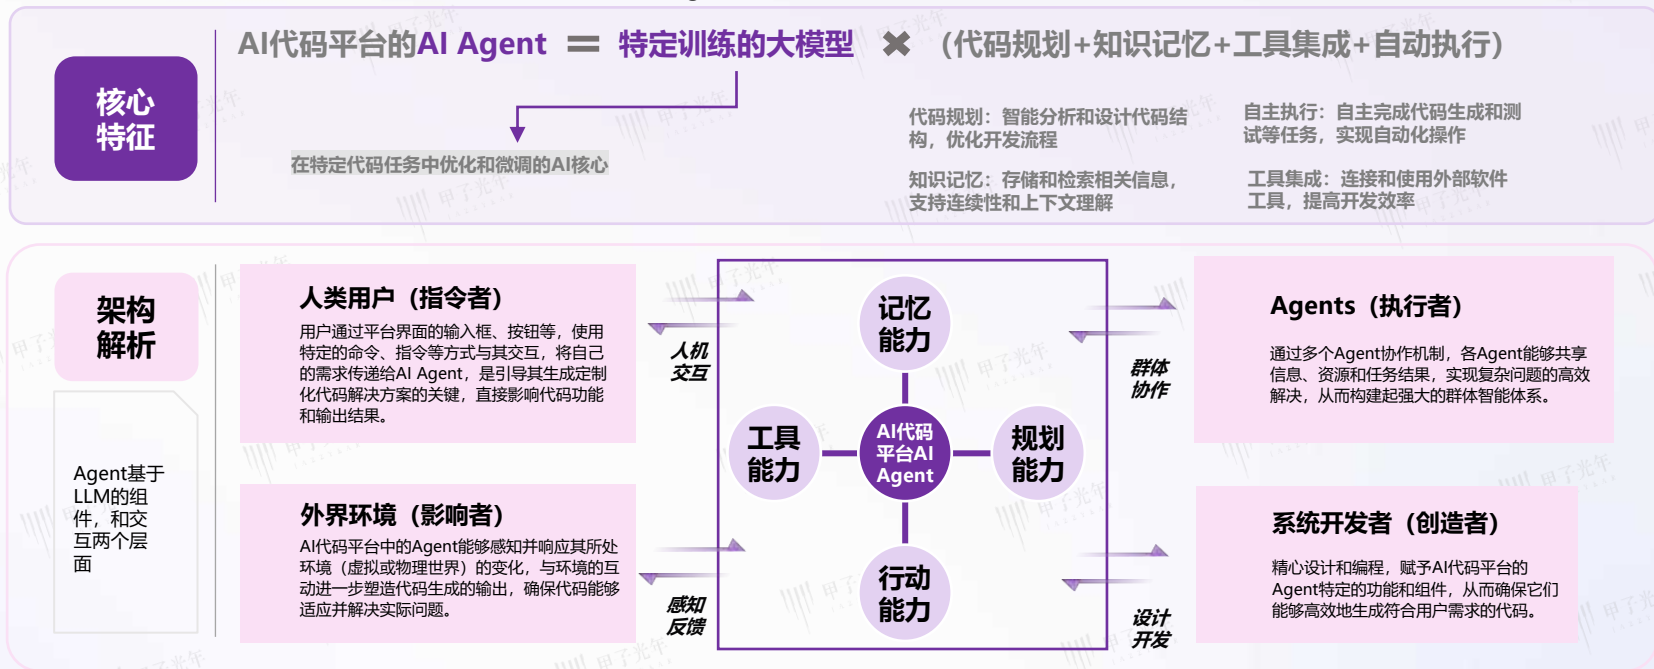 AI代码平台的AI Agent = 特定训练的大模型 ✖ (代码规划+知识记忆+工具集成+自动执行)
核心
特征
在特定代码任务中优化和微调的AI核心
代码规划：智能分析和设计代码结
构，优化开发流程
自主执行：自主完成代码生成和测
试等任务，实现自动化操作
知识记忆：存储和检索相关信息，
支持连续性和上下文理解
工具集成：连接和使用外部软件
工具，提高开发效率
架构
解析
Agent基于
LLM的组
件，和交
互两个层
面
人类用户（指令者）
用户通过平台界面的输入框、按钮等，使用
特定的命令、指令等方式与其交互，将自己
的需求传递给AI Agent，是引导其生成定制
化代码解决方案的关键，直接影响代码功能
和输出结果。
外界环境（影响者）
AI代码平台中的Agent能够感知并响应其所处
环境（虚拟或物理世界）的变化，与环境的互
动进一步塑造代码生成的输出，确保代码能够
适应并解决实际问题。
人机
交互
感知
反馈
记忆
能力
工具
能力
AI代码
平台AI
Agent
规划
能力
行动
能力
群体
协作
设计
开发
Agents（执行者）
通过多个Agent协作机制，各Agent能够共享
信息、资源和任务结果，实现复杂问题的高效
解决，从而构建起强大的群体智能体系。
系统开发者（创造者）
精心设计和编程，赋予AI代码平台的
Agent特定的功能和组件，从而确保它们
能够高效地生成符合用户需求的代码。
甲子光年